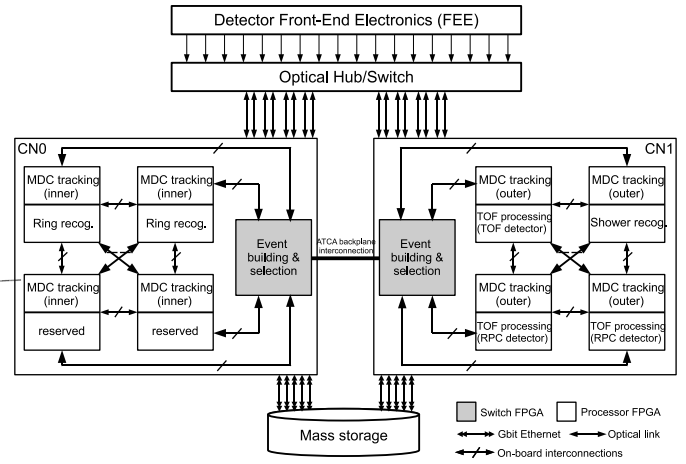 Detector Front-End Electronics (FEE)
Optical Hub/Switch
CN0
MDC tracking
(inner)
Ring recog.
MDC tracking
(inner)
Ring recog.
MDC tracking
(inner)
reserved
MDC tracking
(inner)
reserved
Event
building &
selection
ATCA backplane
interconnection
CN1
Event
building &
selection
MDC tracking
(outer)
TOF processing
(TOF detector)
MDC tracking
(outer)
Shower recog.
MDC tracking
(outer)
TOF processing
(RPC detector)
MDC tracking
(outer)
TOF processing
(RPC detector)
Mass storage
Switch FPGA
Processor FPGA
Gbit Ethernet
Optical link
On-board interconnections